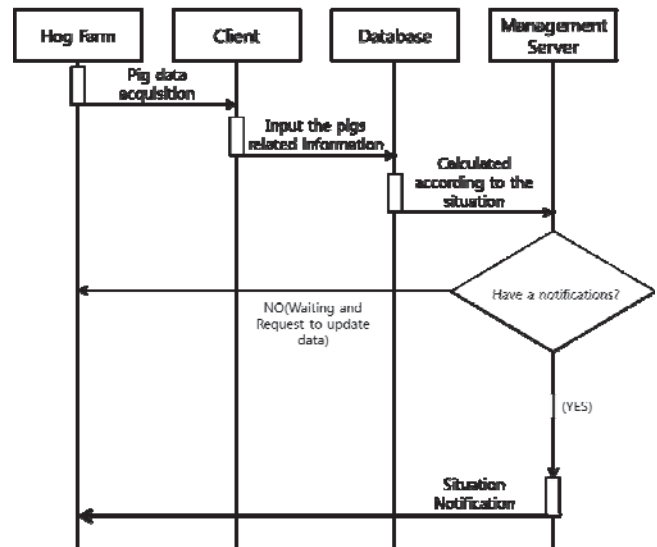 Hog Farm
Client
Database
Management
Server
Pig data
acquisition
Input the pigs
related information
Calculated
according to the
situation
Have a notifications?
NO(Waiting and
Request to update
data)
(YES)
Situation
Notification